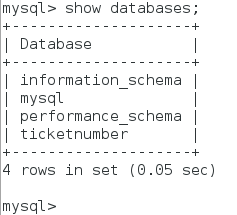 mysql> show databases;
+--------------------+
| Database           |
+--------------------+
| information_schema |
| mysql              |
| performance_schema |
| ticketnumber       |
+--------------------+
4 rows in set (0.05 sec)
mysql>